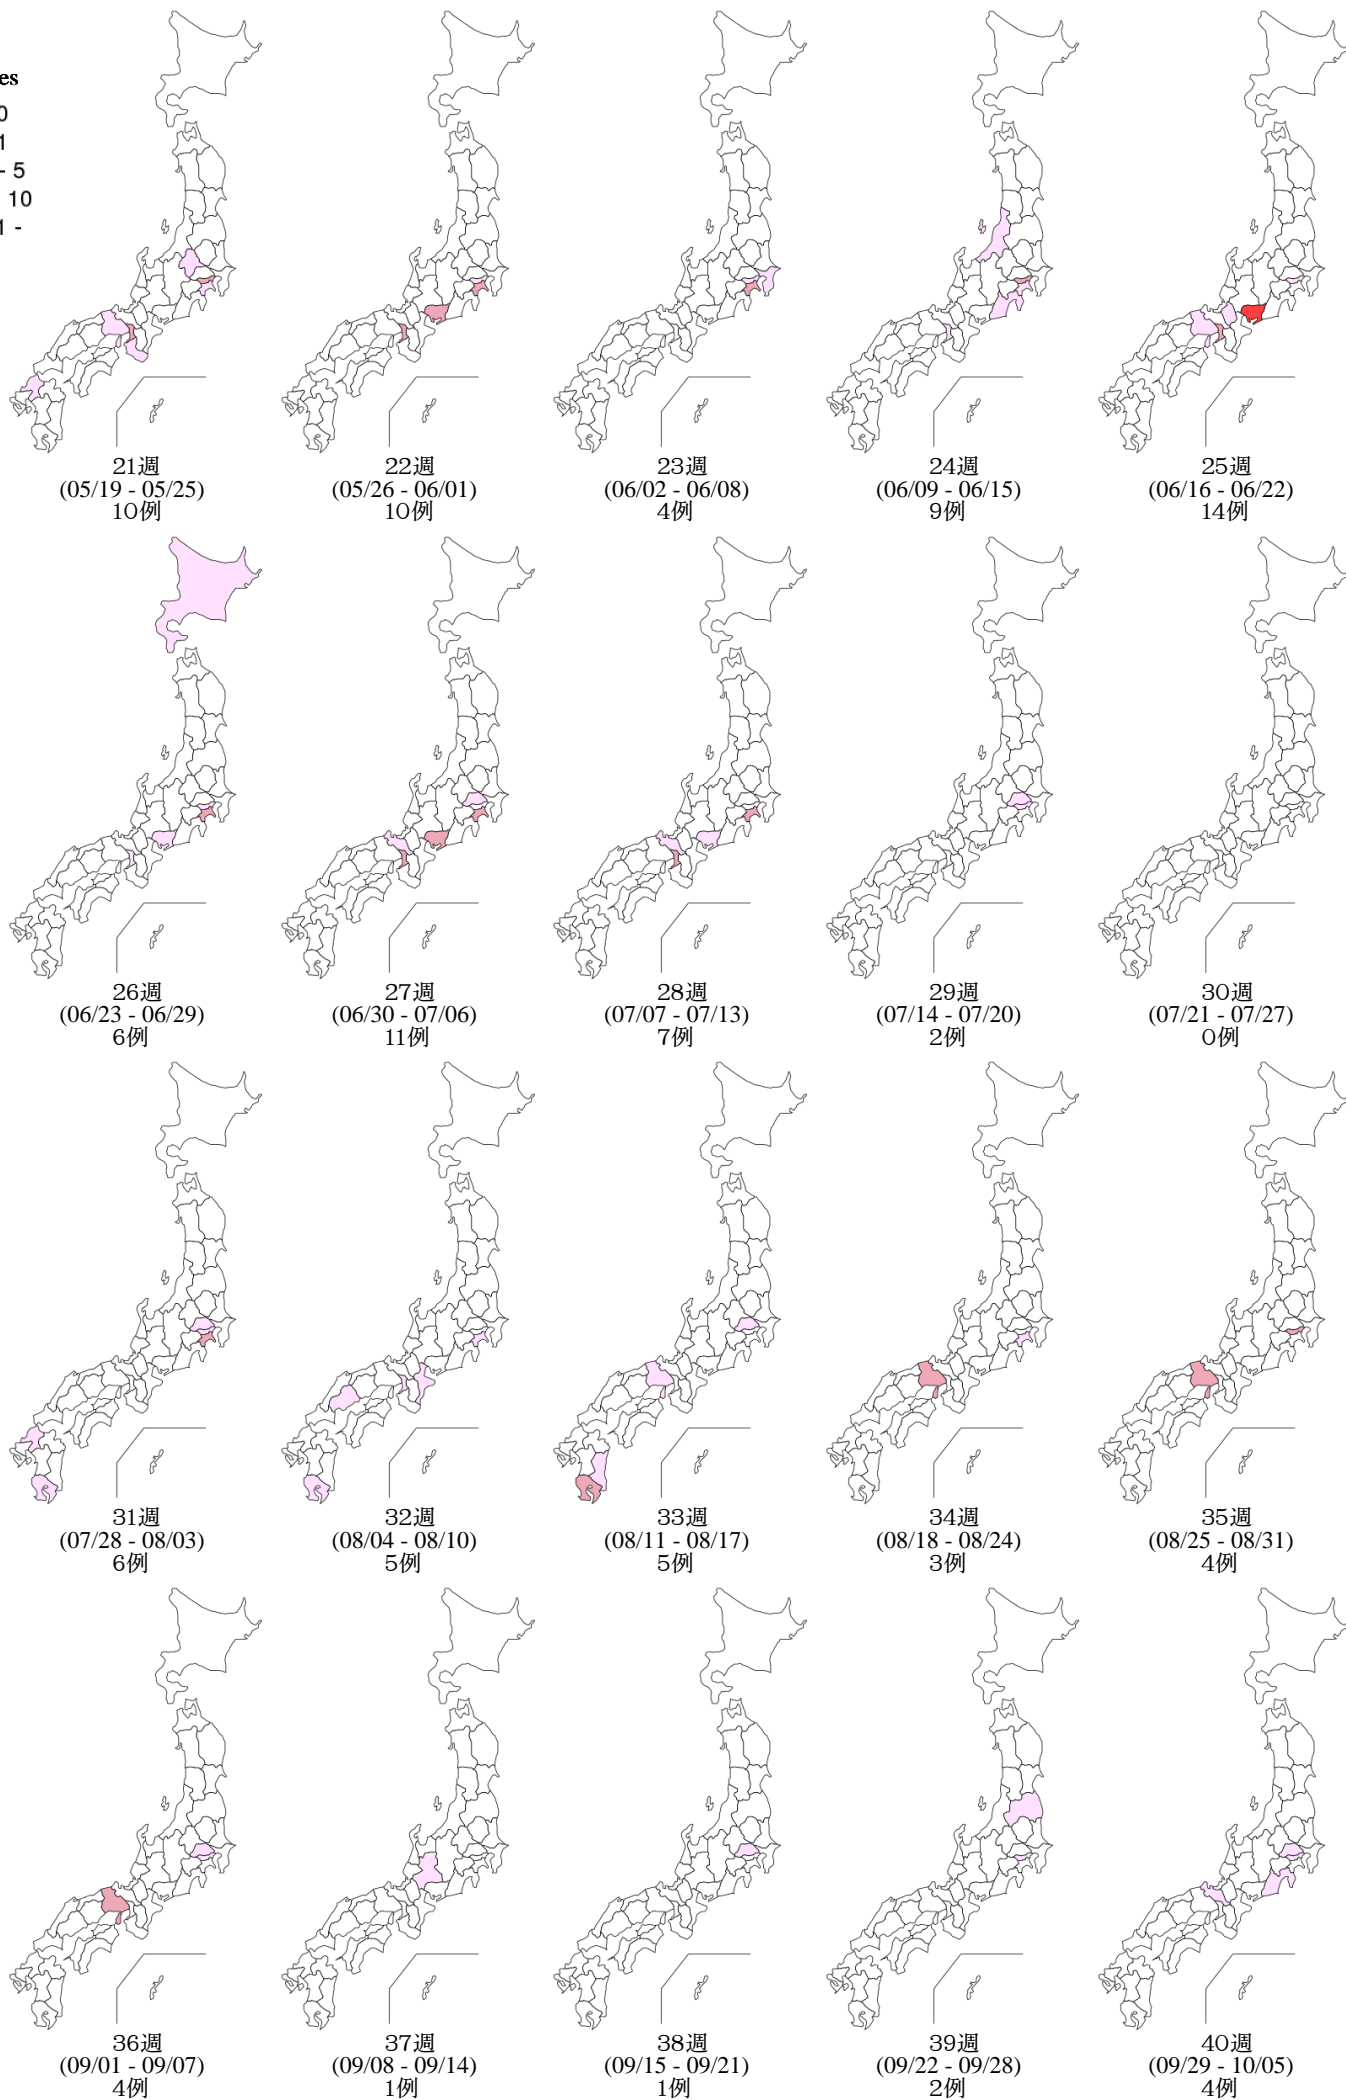 es
0
1
- 5
10
1 -
21週
(05/19 - 05/25)
10例
22週
(05/26 - 06/01)
10例
23週
(06/02 - 06/08)
4例
24週
(06/09 - 06/15)
9例
25週
(06/16 - 06/22)
14例
26週
(06/23 - 06/29)
6例
27週
(06/30 - 07/06)
11例
28週
(07/07 - 07/13)
7例
29週
(07/14 - 07/20)
2例
30週
(07/21 - 07/27)
0例
31週
(07/28 - 08/03)
6例
32週
(08/04 - 08/10)
5例
33週
(08/11 - 08/17)
5例
34週
(08/18 - 08/24)
3例
35週
(08/25 - 08/31)
4例
36週
(09/01 - 09/07)
4例
37週
(09/08 - 09/14)
1例
38週
(09/15 - 09/21)
1例
39週
(09/22 - 09/28)
2例
40週
(09/29 - 10/05)
4例